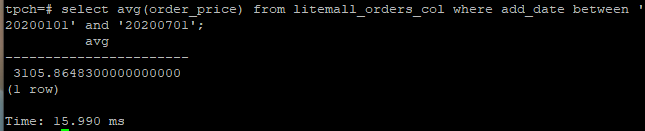 tpch=# select avg(order_price) from litemall_orders_col where add_date between '
20200101' and '20200701';
avg
-----------------------
3105.8648300000000000
(1 row)
Time: 15.990 ms